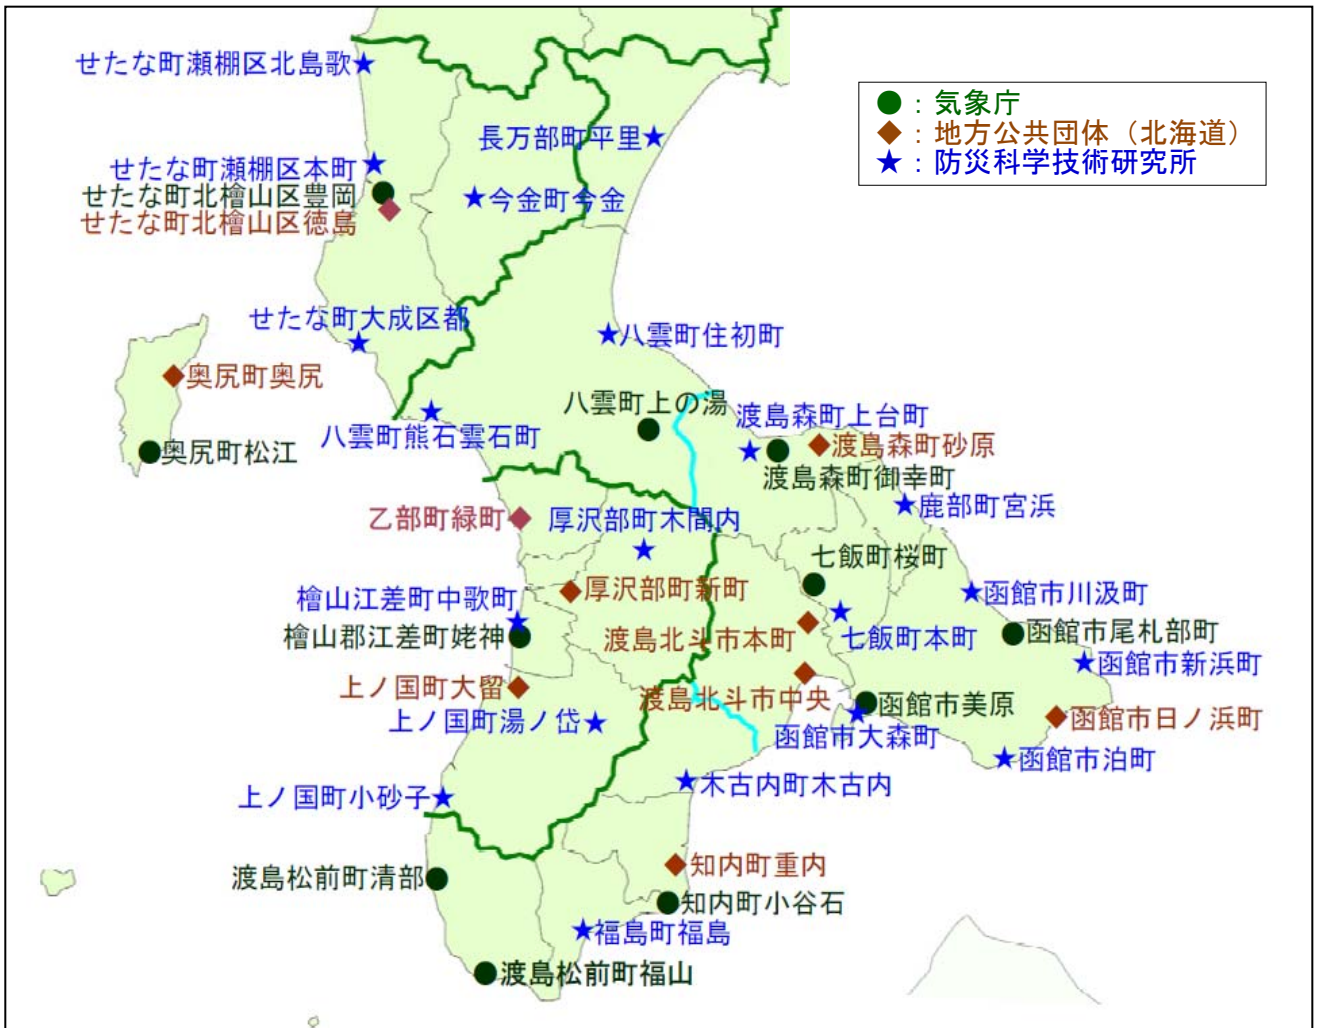 せたな町瀬棚区北島歌★
●：気象庁
◆：地方公共団体（北海道）
★：防災科学技術研究所
長万部町平里★
せたな町瀬棚区本町★
せたな町北檜山区豊岡
★今金町今金
せたな町北檜山区徳島
せたな町大成区都
★八雲町住初町
◆奥尻町奥尻
八雲町上の湯
渡島森町上台町
八雲町熊石雲石町
◆渡島森町砂原
●奥尻町松江
渡島森町御幸町
★鹿部町宮浜
乙部町緑町◆
厚沢部町木間内
七飯町桜町
◆厚沢部町新町
★函館市川汲町
檜山江差町中歌町
檜山郡江差町姥神●
渡島北斗市本町
七飯町本町
●函館市尾札部町
★函館市新浜町
上ノ国町大留◆
渡島北斗市中央
●函館市美原
◆函館市日ノ浜町
上ノ国町湯ノ岱★
函館市大森町
★函館市泊町
★木古内町木古内
上ノ国町小砂子★
◆知内町重内
渡島松前町清部●
●知内町小谷石
★福島町福島
●渡島松前町福山